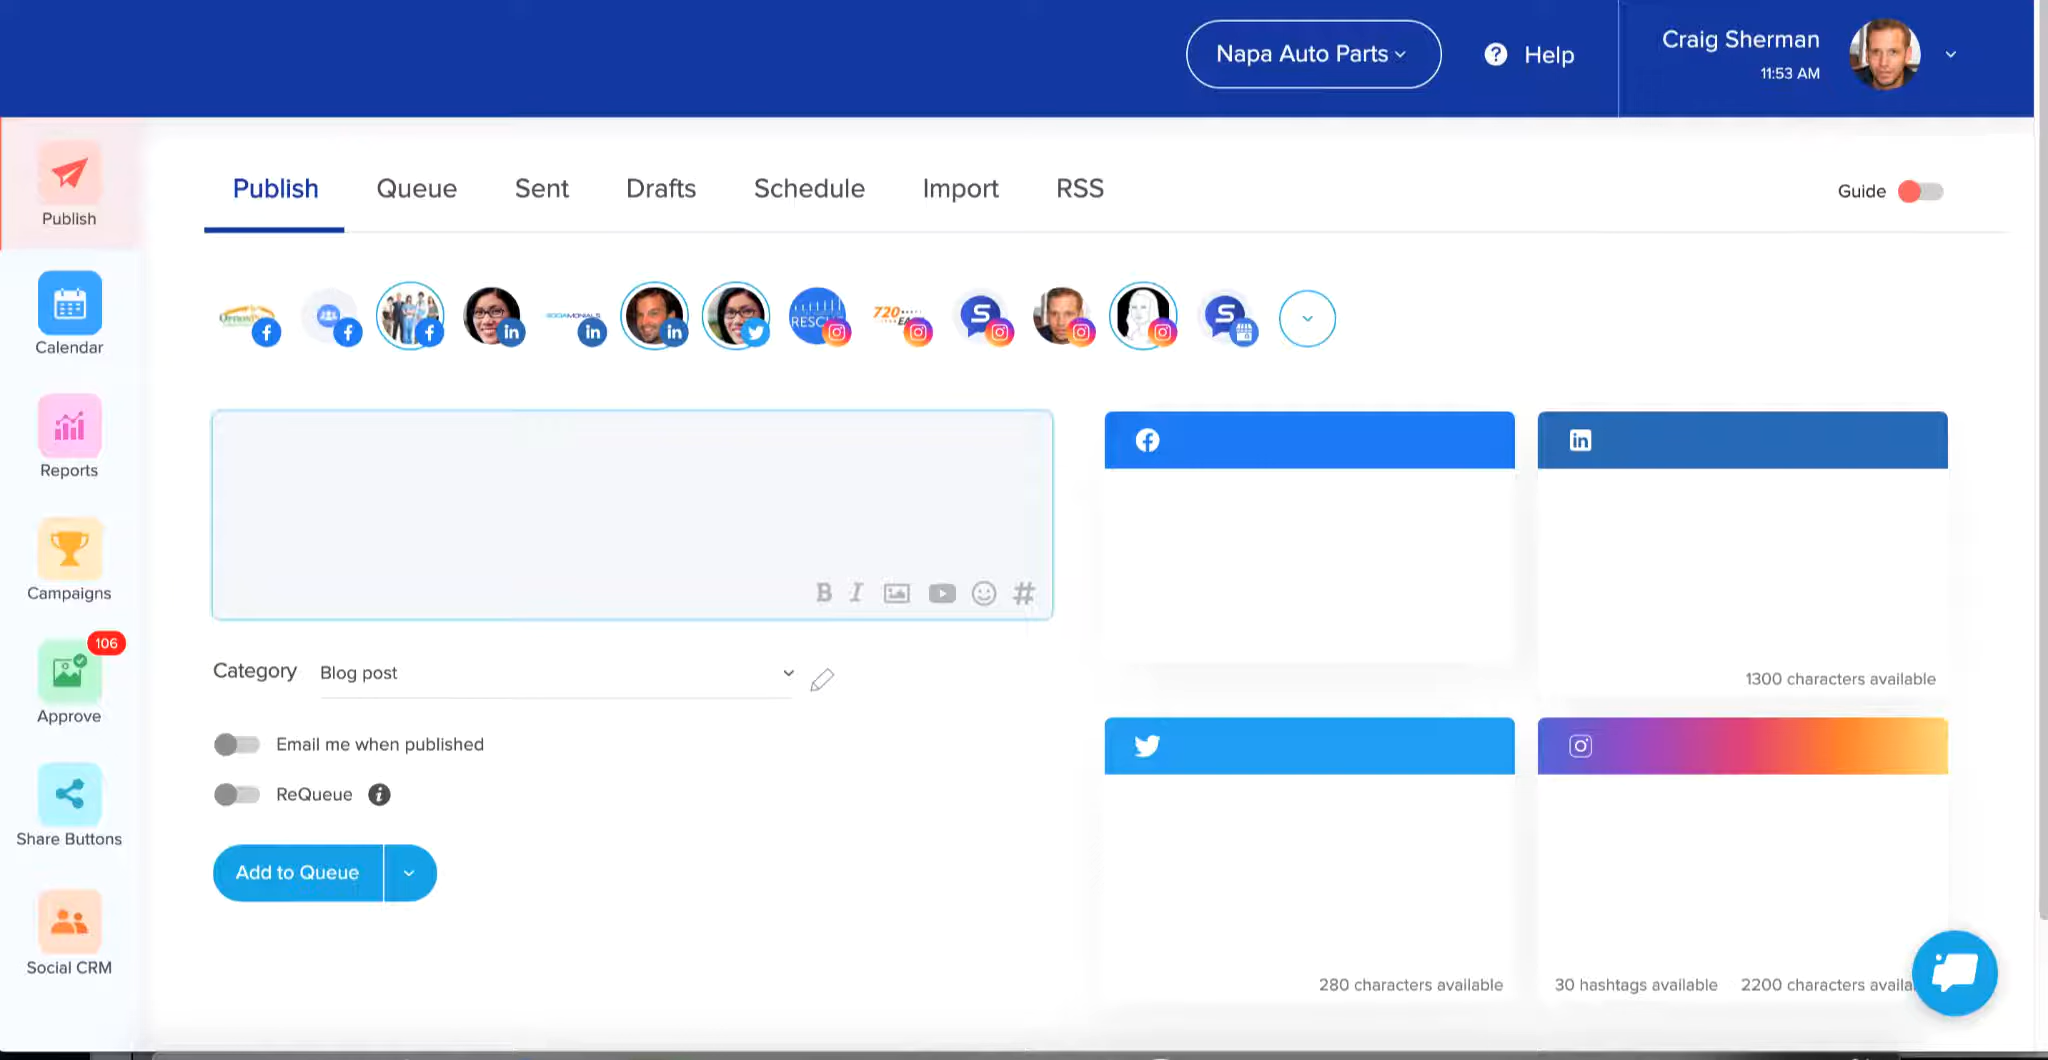 Napa Auto Parts
Help
Craig Sherman
11:53 AM
Publish
Calendar
Reports
Campaigns
106
Approve
Share Buttons
Social CRM
Publish Queue Sent Drafts Schedule Import RSS
Guide
RESCU
720
S
S
B I #
Category Blog post
Email me when published
ReQueue
Add to Queue
1300 characters available
280 characters available
30 hashtags available 2200 characters availa